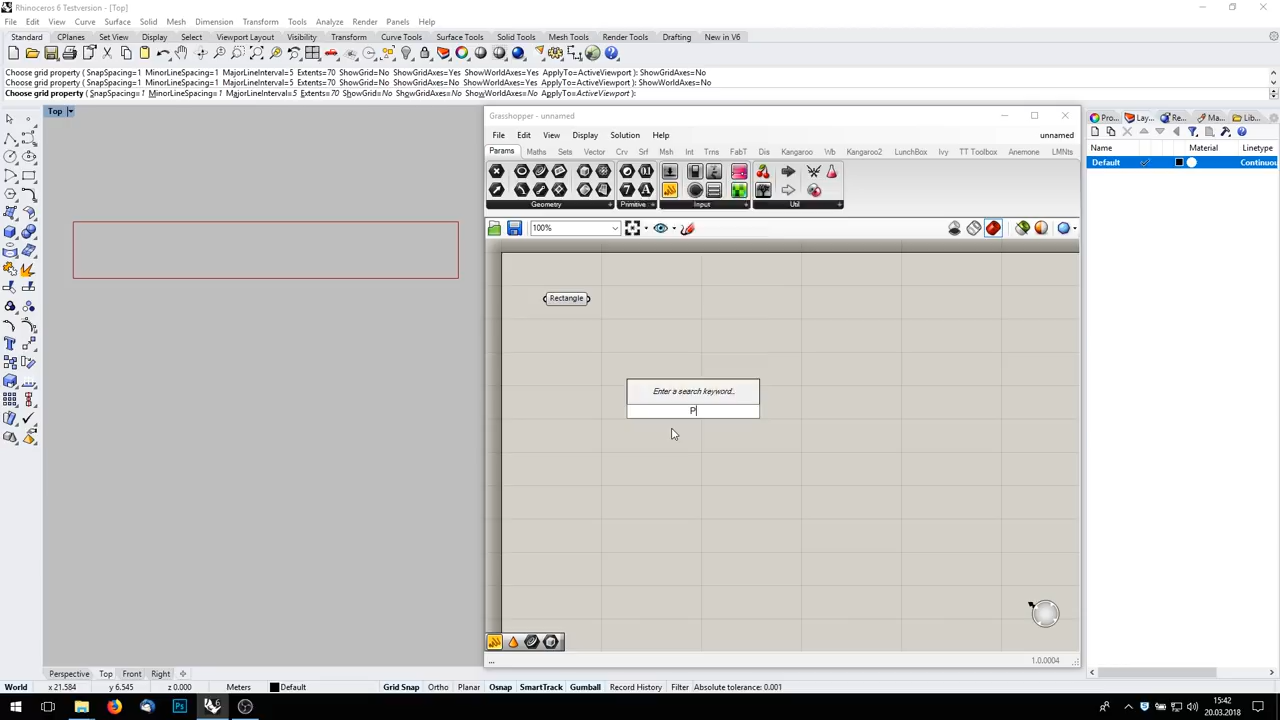 Rhinoceros 6 Testversion - [Top]
File Edit View Curve Surface Solid Mesh Dimension Transform Tools Analyze Render Panels Help
Standard CPlanes Set View Display Select Viewport Layout Visibility Transform Curve Tools Surface Tools Solid Tools Mesh Tools Render Tools Drafting New in V6
Choose grid property ( SnapSpacing=1 MinorLineSpacing=1 MajorLineInterval=5 Extents=70 ShowGrid=No ShowGridAxes=Yes ShowWorldAxes=Yes ApplyTo=ActiveViewport ): ShowGridAxes=No
Choose grid property ( SnapSpacing=1 MinorLineSpacing=1 MajorLineInterval=5 Extents=70 ShowGrid=No ShowGridAxes=No ShowWorldAxes=Yes ApplyTo=ActiveViewport ): ShowWorldAxes=No
Choose grid property ( SnapSpacing=1 MinorLineSpacing=1 MajorLineInterval=5 Extents=70 ShowGrid=No ShowGridAxes=No ShowWorldAxes=No ApplyTo=ActiveViewport ):
Top
Grasshopper - unnamed
File Edit View Display Solution Help unnamed
Params Maths Sets Vector Crv Srf Msh Int Trns FabT Dis Kangaroo Wb Kangaroo2 LunchBox Ivy TT Toolbox Anemone LMNts
Geometry Primitive Input Util
100%
Rectangle
Enter a search keyword..
P
...
1.0.0004
Pro... Lay... Re... Ma... Lib...
Name Material Linetype
Default Continuou
Perspective Top Front Right
World x 21.584 y 6.545 z 0.000 Meters Default Grid Snap Ortho Planar Osnap SmartTrack Gumball Record History Filter Absolute tolerance: 0.001
15:42
20.03.2018